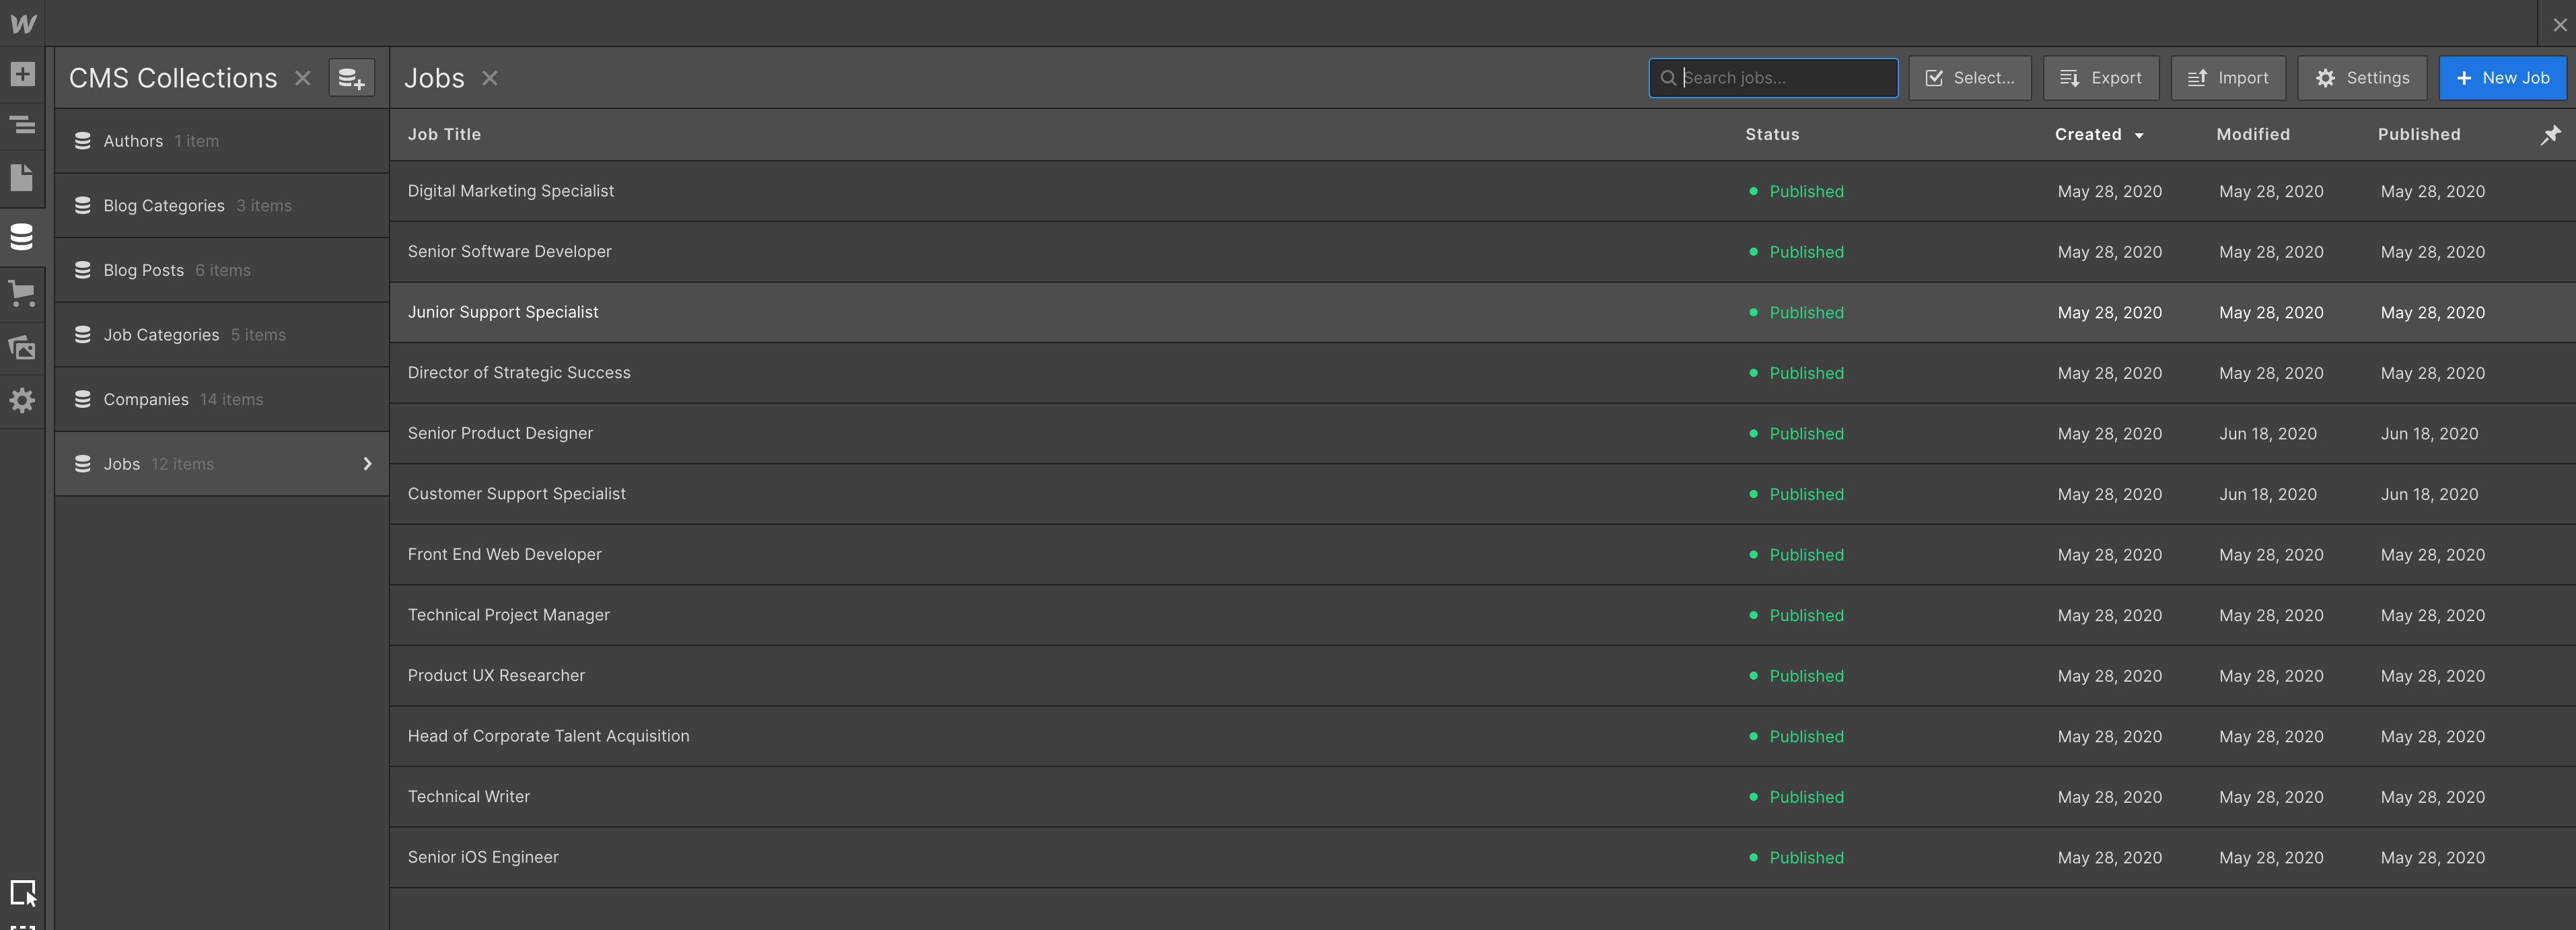 CMS Collections
Jobs
Search jobs...
Select...
Export
Import
Settings
New Job
Authors 1 item
Blog Categories 3 items
Blog Posts 6 items
Job Categories 5 items
Companies 14 items
Jobs 12 items
Job Title Status Created Modified Published
Digital Marketing Specialist Published May 28, 2020 May 28, 2020 May 28, 2020
Senior Software Developer Published May 28, 2020 May 28, 2020 May 28, 2020
Junior Support Specialist Published May 28, 2020 May 28, 2020 May 28, 2020
Director of Strategic Success Published May 28, 2020 May 28, 2020 May 28, 2020
Senior Product Designer Published May 28, 2020 Jun 18, 2020 Jun 18, 2020
Customer Support Specialist Published May 28, 2020 Jun 18, 2020 Jun 18, 2020
Front End Web Developer Published May 28, 2020 May 28, 2020 May 28, 2020
Technical Project Manager Published May 28, 2020 May 28, 2020 May 28, 2020
Product UX Researcher Published May 28, 2020 May 28, 2020 May 28, 2020
Head of Corporate Talent Acquisition Published May 28, 2020 May 28, 2020 May 28, 2020
Technical Writer Published May 28, 2020 May 28, 2020 May 28, 2020
Senior iOS Engineer Published May 28, 2020 May 28, 2020 May 28, 2020